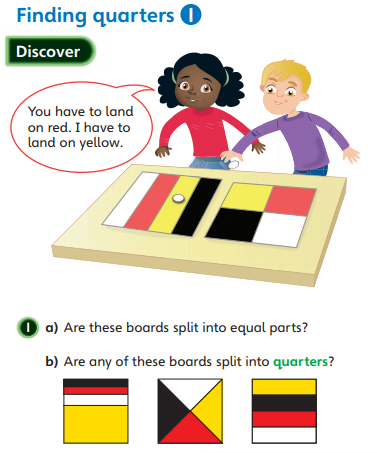 Finding quarters 1
Discover
You have to land
on red. I have to
land on yellow.
1 a) Are these boards split into equal parts?
b) Are any of these boards split into quarters?